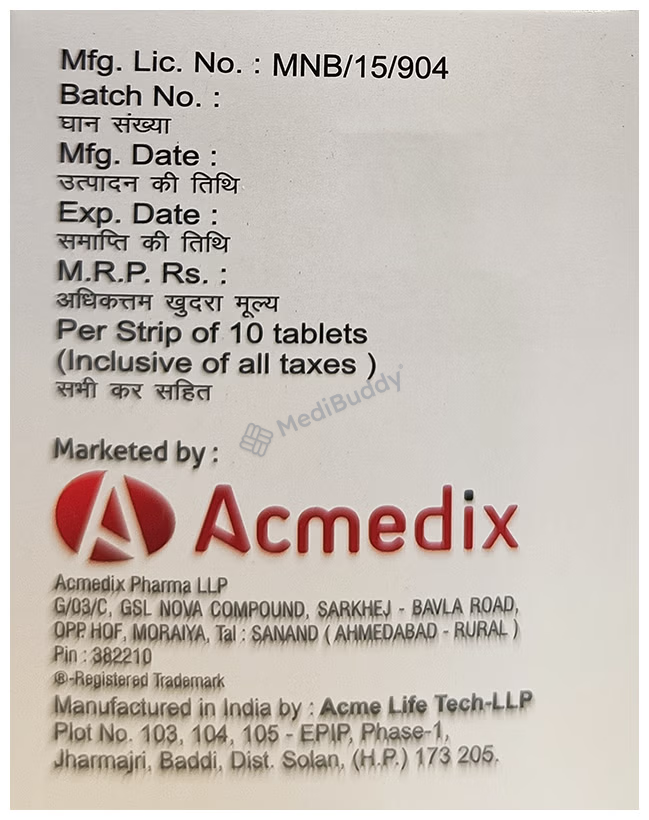 Mfg. Lic. No. : MNB/15/904
Batch No. :
घान संख्या
Mfg. Date :
उत्पादन की तिथि
Exp. Date :
समाप्ति की तिथि
M.R.P. Rs. :
अधिकत्तम खुदरा मूल्य
Per Strip of 10 tablets
(Inclusive of all taxes )
सभी कर सहित
MediBuddy
Marketed by :
Acmedix
Acmedix Pharma LLP
G/03/C, GSL NOVA COMPOUND, SARKHEJ - BAVLA ROAD,
OPP. HOF, MORAIYA, Tal : SANAND ( AHMEDABAD - RURAL )
Pin : 382210
®-Registered Trademark
Manufactured in India by : Acme Life Tech-LLP
Plot No. 103, 104, 105 - EPIP, Phase-1,
Jharmajri, Baddi, Dist. Solan, (H.P.) 173 205.